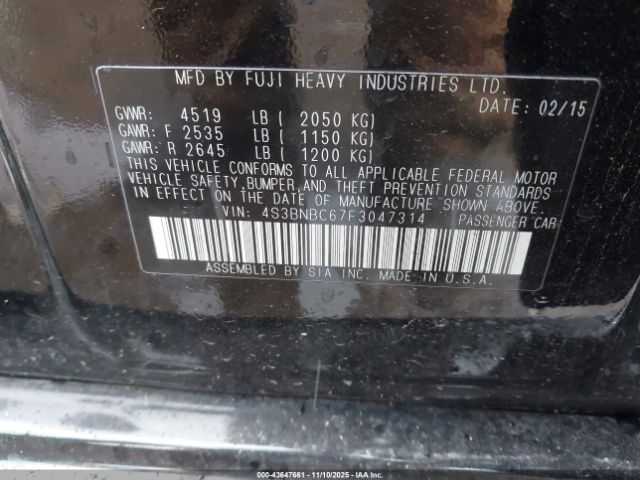 MFD BY FUJI HEAVY INDUSTRIES LTD.
DATE: 02/15
GVWR: 4519 LB ( 2050 KG)
GAWR: F 2535 LB ( 1150 KG)
GAWR: R 2645 LB ( 1200 KG)
THIS VEHICLE CONFORMS TO ALL APPLICABLE FEDERAL MOTOR
VEHICLE SAFETY, BUMPER, AND THEFT PREVENTION STANDARDS
IN EFFECT ON THE DATE OF MANUFACTURE SHOWN ABOVE.
VIN: 4S3BNBC67F3047314 PASSENGER CAR
ASSEMBLED BY SIA INC. MADE IN U.S.A.
000-43647661 - 11/10/2025 - IAAI.COM